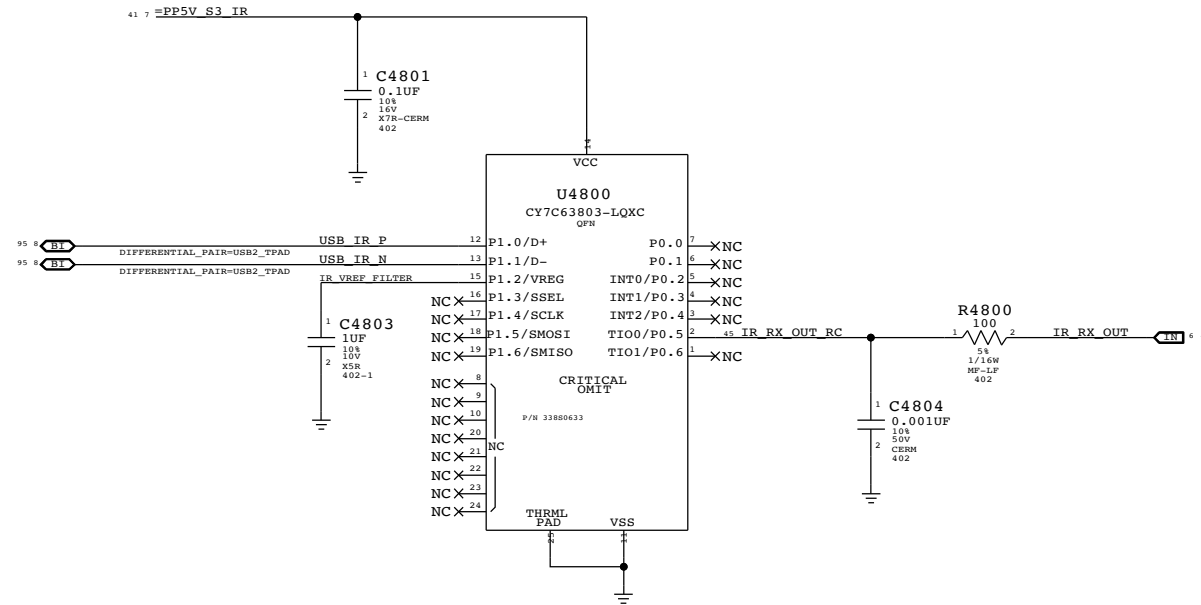 41 7 =PP5V_S3_IR
1 C4801
0.1UF
10%
16V
2 X7R-CERM
402
14
VCC
U4800
CY7C63803-LQXC
QFN
95 8 BI USB_IR_P 12 P1.0/D+ P0.0 7 NC
DIFFERENTIAL_PAIR=USB2_TPAD
95 8 BI USB_IR_N 13 P1.1/D- P0.1 6 NC
DIFFERENTIAL_PAIR=USB2_TPAD
IR_VREF_FILTER 15 P1.2/VREG INT0/P0.2 5 NC
NC 16 P1.3/SSEL INT1/P0.3 4 NC
NC 17 P1.4/SCLK INT2/P0.4 3 NC
NC 18 P1.5/SMOSI TIO0/P0.5 2 45 IR_RX_OUT_RC
NC 19 P1.6/SMISO TIO1/P0.6 1 NC
1 C4803
1UF
10%
10V
2 X5R
402-1
R4800
100
1 2 IR_RX_OUT IN 6
5%
1/16W
MF-LF
402
CRITICAL
OMIT
P/N 338S0633
NC 8
NC 9
NC 10
NC 20
NC
NC 21
NC 22
NC 23
NC 24
1 C4804
0.001UF
10%
50V
2 CERM
402
THRML
PAD VSS
25 11